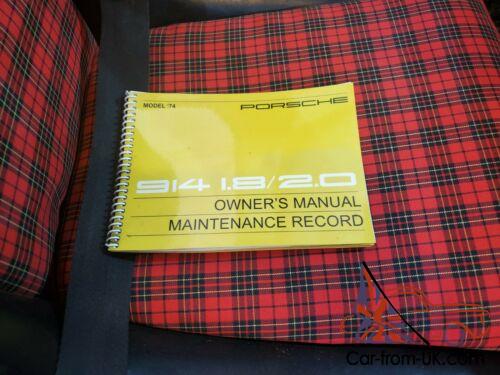 MODEL '74
PORSCHE
914 1.8/2.0
OWNER'S MANUAL
MAINTENANCE RECORD
Car-from-UK.com